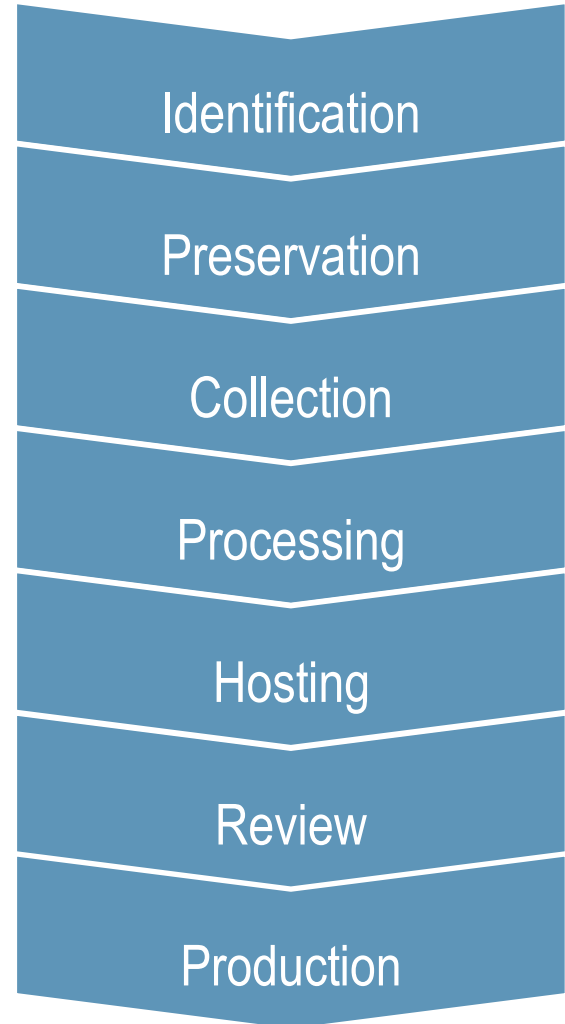 Identification
Preservation
Collection
Processing
Hosting
Review
Production